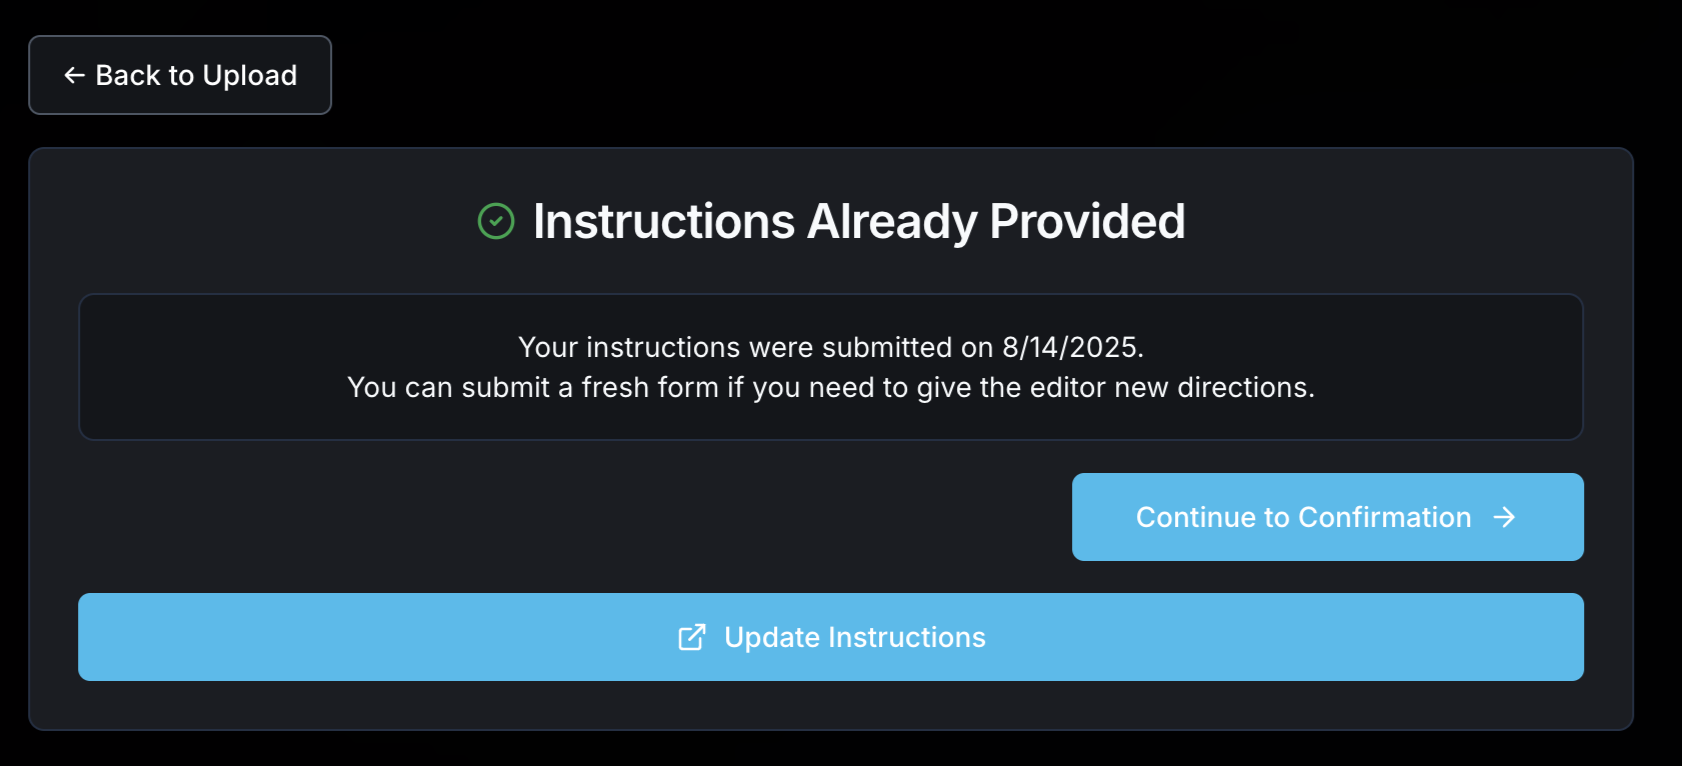 ← Back to Upload
Instructions Already Provided
Your instructions were submitted on 8/14/2025.
You can submit a fresh form if you need to give the editor new directions.
Continue to Confirmation →
Update Instructions